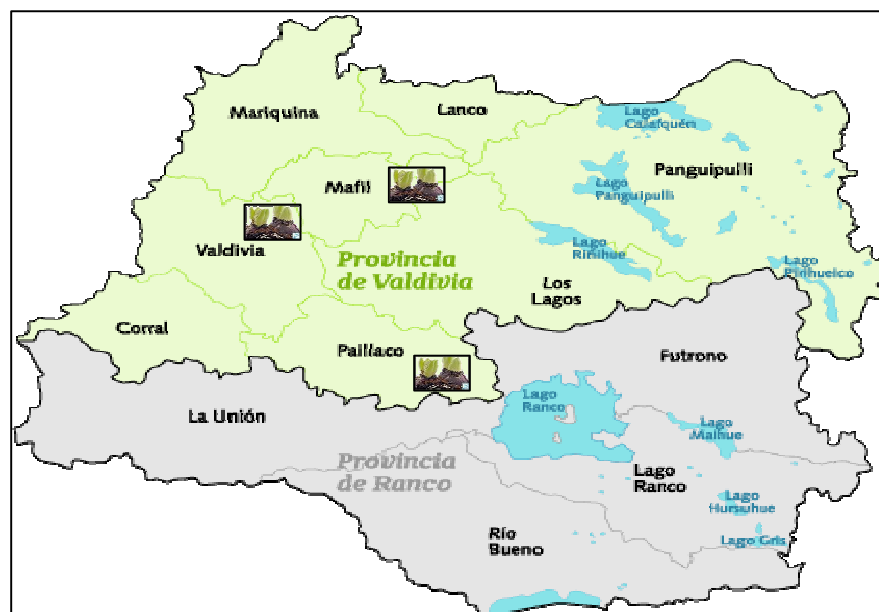 Mariquina
Lanco
Lago
Calafquén
Panguipulli
Mafil
Lago
Panguipulli
Valdivia
Lago
Riñihue
Provincia
de Valdivia
Lago
Pirihueico
Los
Lagos
Corral
Paillaco
Futrono
La Unión
Lago
Ranco
Lago
Maihue
Provincia
de Ranco
Lago
Ranco
Lago
Lago Gris
Río
Bueno